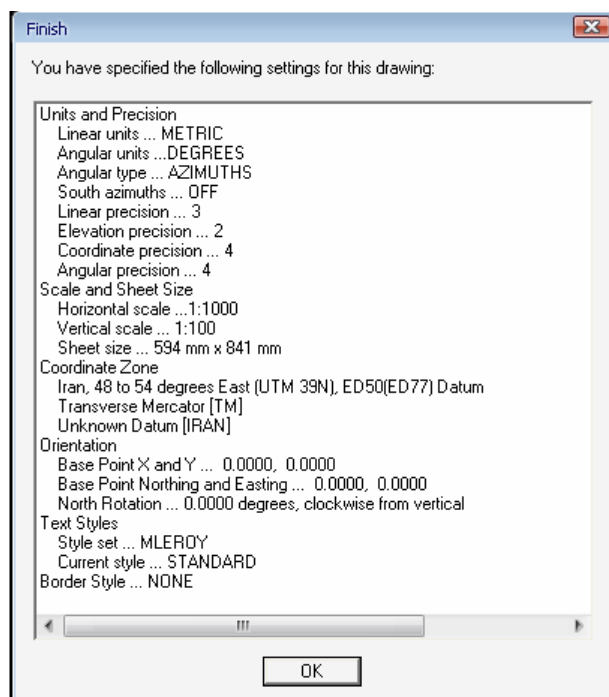 Finish
You have specified the following settings for this drawing:
Units and Precision
Linear units ... METRIC
Angular units ...DEGREES
Angular type ... AZIMUTHS
South azimuths ... OFF
Linear precision ... 3
Elevation precision ... 2
Coordinate precision ... 4
Angular precision ... 4
Scale and Sheet Size
Horizontal scale ...1:1000
Vertical scale ... 1:100
Sheet size ... 594 mm x 841 mm
Coordinate Zone
Iran, 48 to 54 degrees East (UTM 39N), ED50(ED77) Datum
Transverse Mercator [TM]
Unknown Datum [IRAN]
Orientation
Base Point X and Y ... 0.0000, 0.0000
Base Point Northing and Easting ... 0.0000, 0.0000
North Rotation ... 0.0000 degrees, clockwise from vertical
Text Styles
Style set ... MLEROY
Current style ... STANDARD
Border Style ... NONE
OK